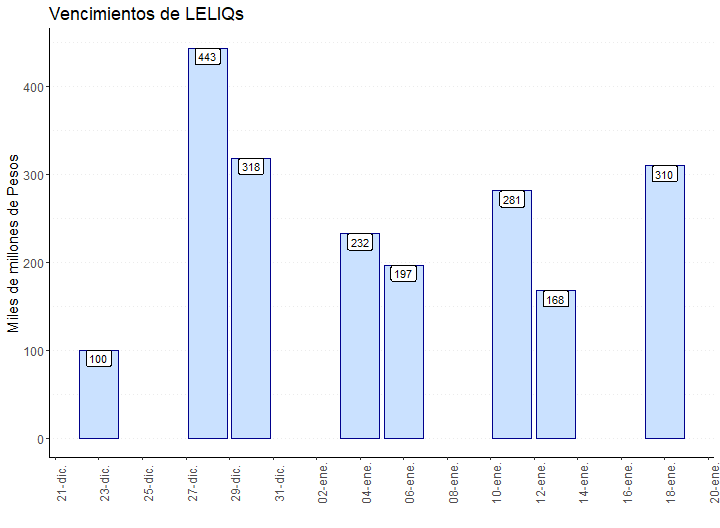 Vencimientos de LELIQs
Miles de millones de Pesos
400
300
200
100
0
100
443
318
232
197
281
168
310
21-dic.
23-dic.
25-dic.
27-dic.
29-dic.
31-dic.
02-ene.
04-ene.
06-ene.
08-ene.
10-ene.
12-ene.
14-ene.
16-ene.
18-ene.
20-ene.